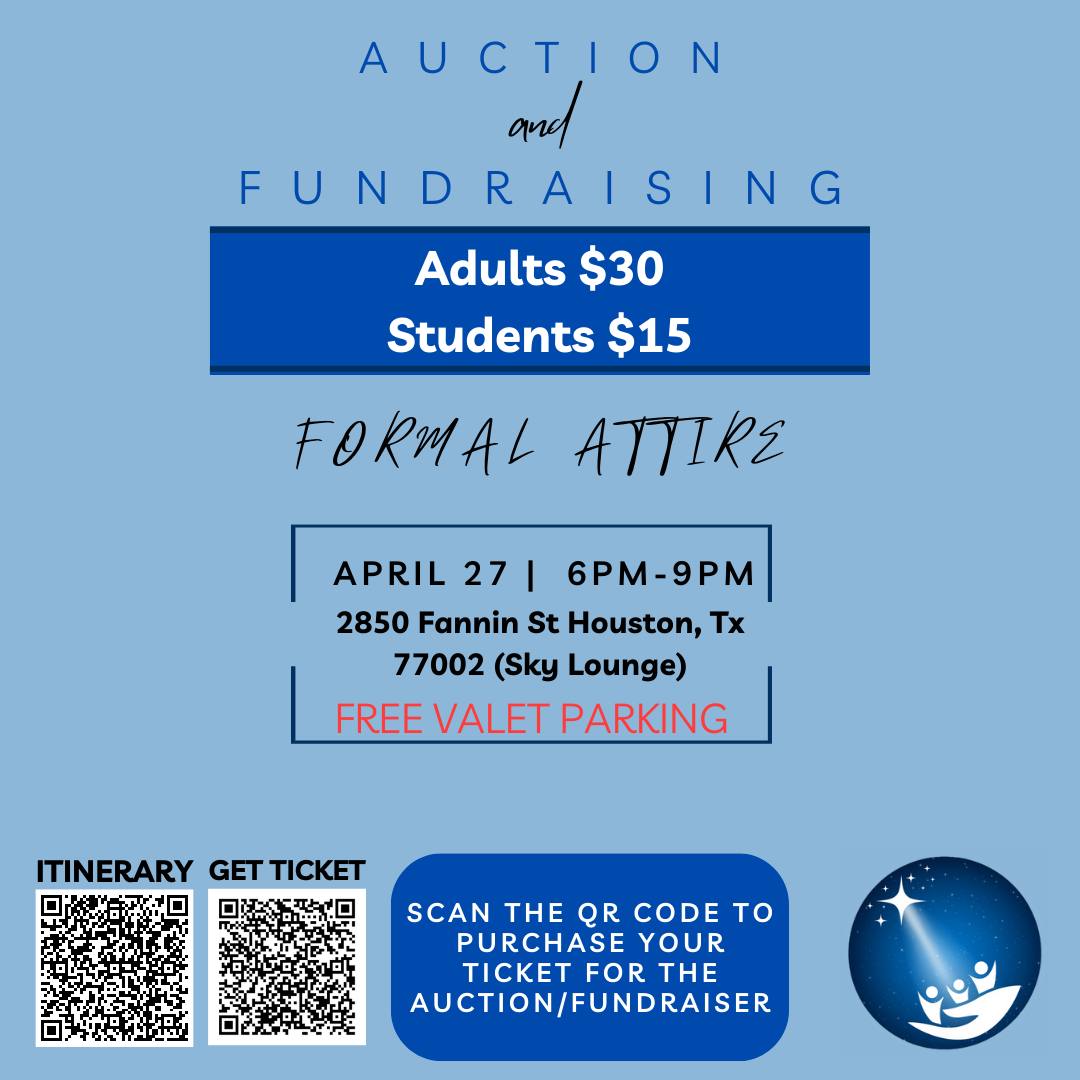 AUCTION
and
FUNDRAISING
Adults $30
Students $15
FORMAL ATTIRE
APRIL 27 | 6PM-9PM
2850 Fannin St Houston, Tx
77002 (Sky Lounge)
FREE VALET PARKING
ITINERARY GET TICKET
SCAN THE QR CODE TO
PURCHASE YOUR
TICKET FOR THE
AUCTION/FUNDRAISER